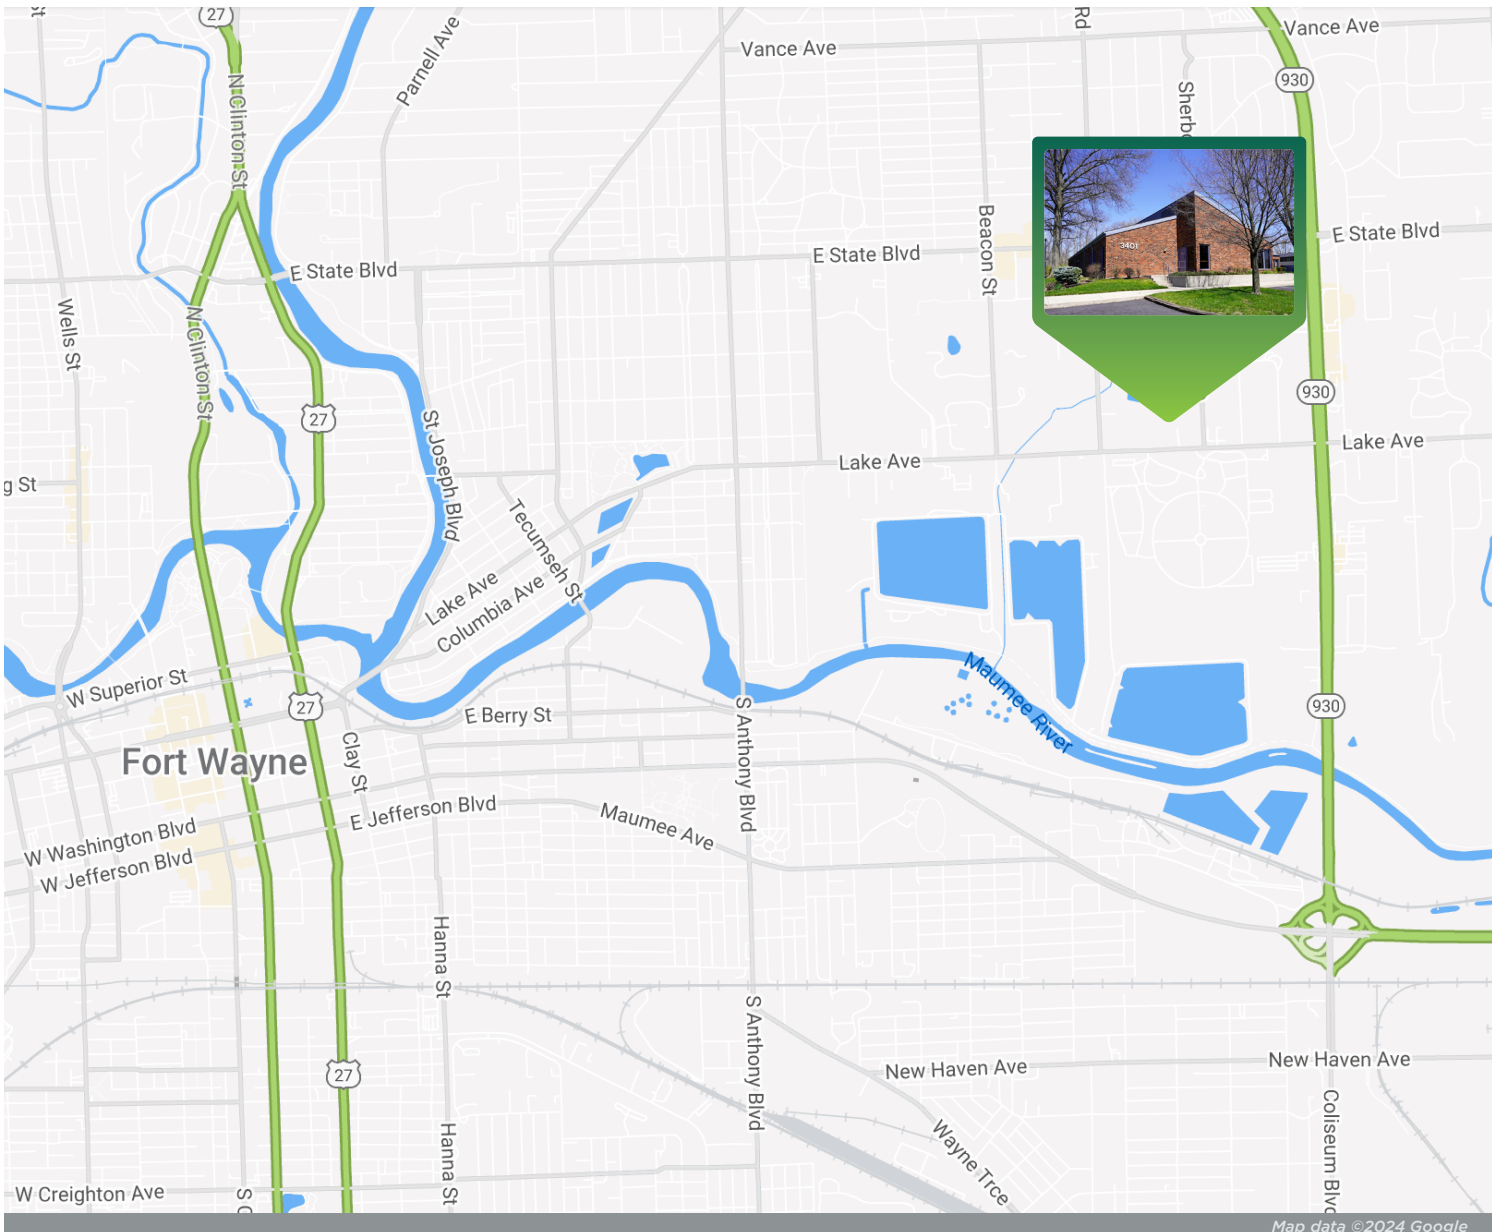 27
Rd
Vance Ave
Vance Ave
Parnell Ave
N Clinton St
930
3401
Beacon St
E State Blvd
E State Blvd
E State Blvd
Wells St
N Clinton St
930
27
St Joseph Blvd
Lake Ave
Lake Ave
Tecumseh St
Lake Ave
Columbia Ave
W Superior St
Maumee River
27
E Berry St
S Anthony Blvd
930
Fort Wayne
Clay St
E Jefferson Blvd
Maumee Ave
W Washington Blvd
W Jefferson Blvd
Hanna St
S Anthony Blvd
New Haven Ave
New Haven Ave
27
Hanna St
Wayne Trce
Coliseum Blvd
W Creighton Ave
Map data ©2024 Google